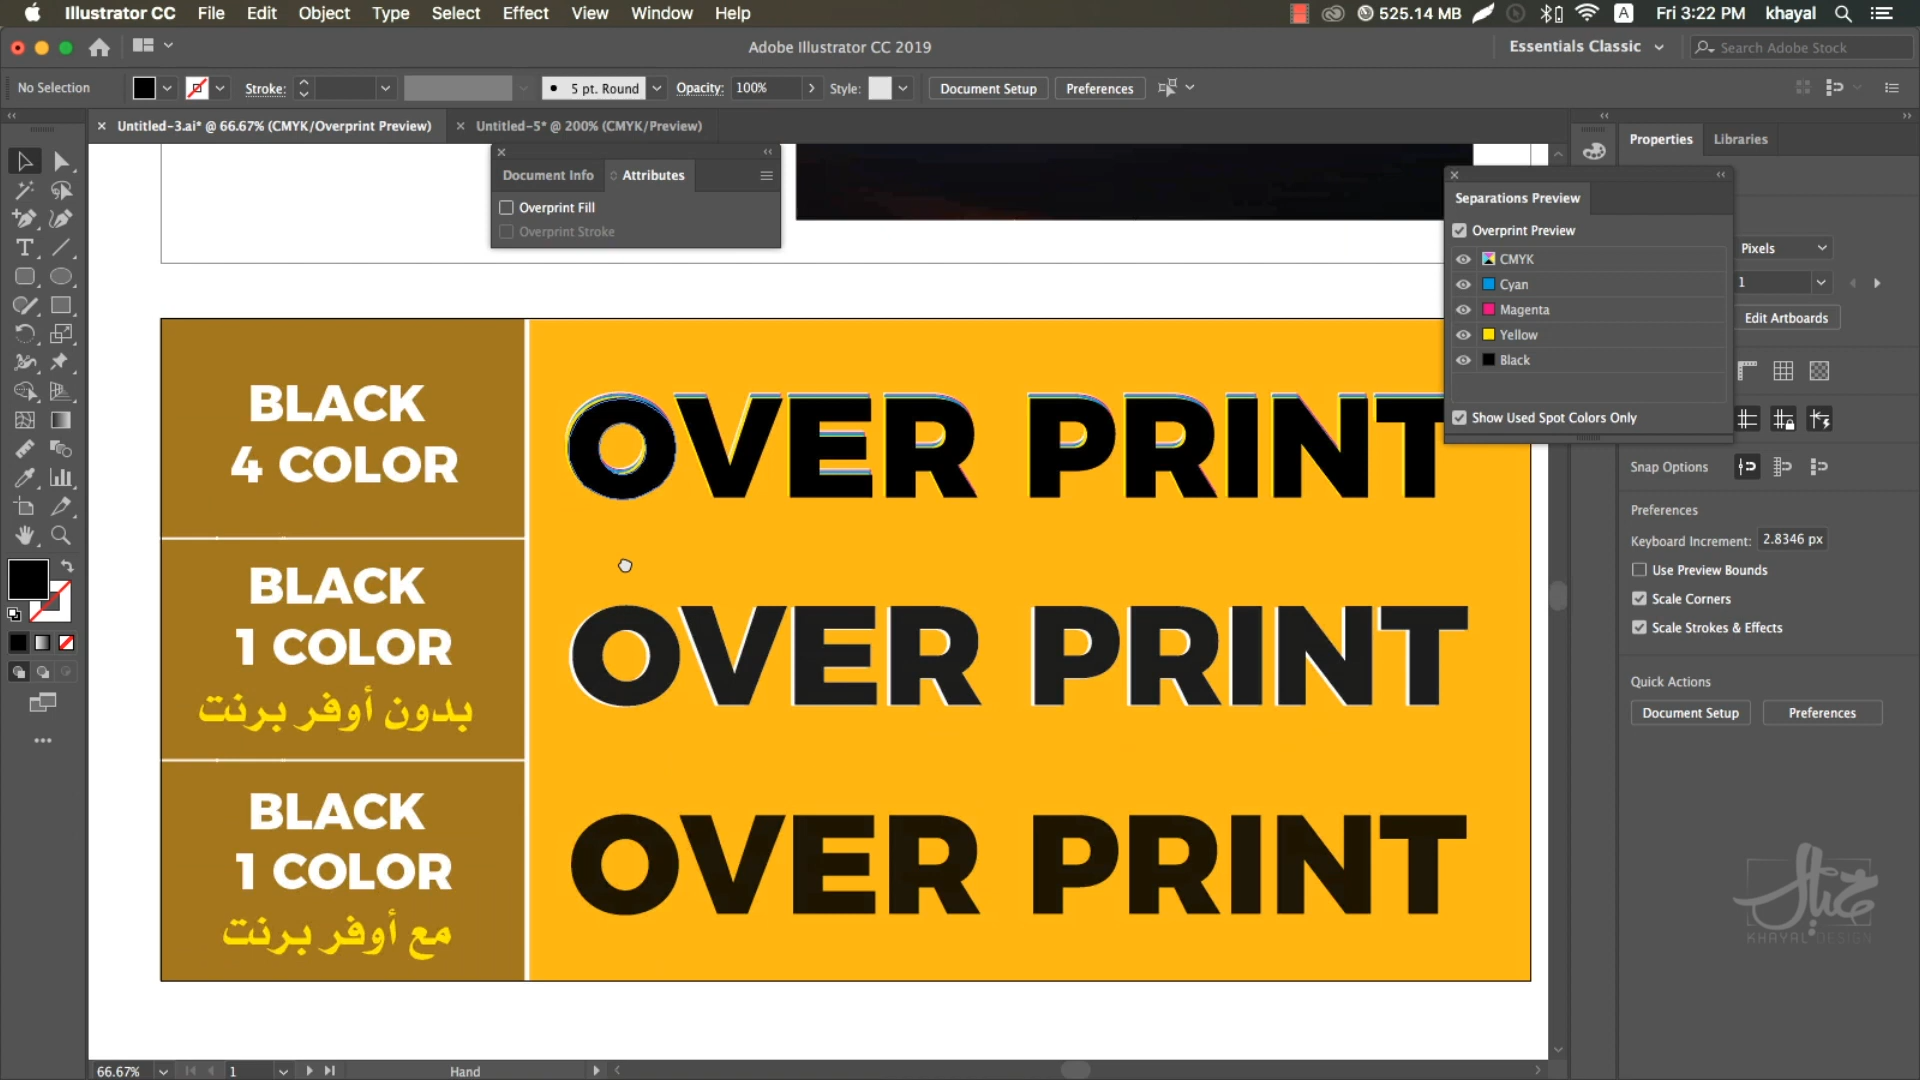 Illustrator CC File Edit Object Type Select Effect View Window Help
525.14 MB A Fri 3:22 PM khayal
Adobe Illustrator CC 2019
Essentials Classic
Search Adobe Stock
No Selection Stroke: 5 pt. Round Opacity: 100% Style: Document Setup Preferences
Untitled-3.ai* @ 66.67% (CMYK/Overprint Preview) Untitled-5* @ 200% (CMYK/Preview)
Document Info Attributes
Overprint Fill
Overprint Stroke
Properties Libraries
Separations Preview
Overprint Preview
CMYK
Cyan
Magenta
Yellow
Black
Show Used Spot Colors Only
Pixels
1
Edit Artboards
Snap Options
Preferences
Keyboard Increment: 2.8346 px
Use Preview Bounds
Scale Corners
Scale Strokes & Effects
Quick Actions
Document Setup Preferences
BLACK
4 COLOR
OVER PRINT
BLACK
1 COLOR
بدون أوفر برنت
OVER PRINT
BLACK
1 COLOR
مع أوفر برنت
OVER PRINT
خيال
KHAYAL DESIGN
66.67% 1 Hand